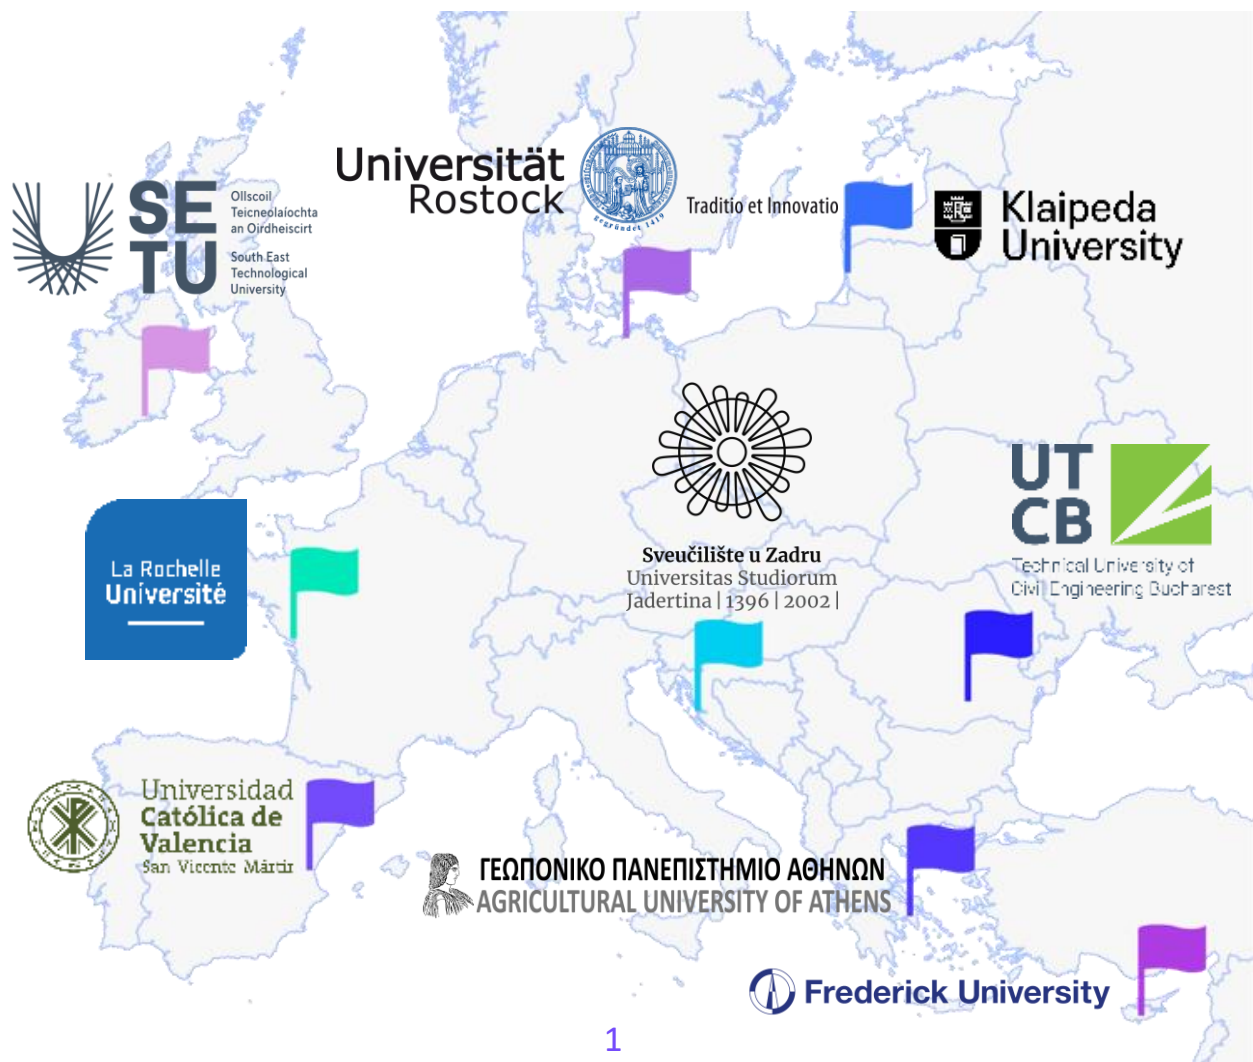 Universität
Rostock
Traditio et Innovatio
gegründet 1419
SE
TU
Ollscoil
Teicneolaíochta
an Oirdheiscirt
South East
Technological
University
Klaipeda
University
Sveučilište u Zadru
Universitas Studiorum
Jadertina | 1396 | 2002 |
UT
CB
Technical University of
Civil Engineering Bucharest
La Rochelle
Université
Universidad
Católica de
Valencia
San Vicente Mártir
ΓΕΩΠΟΝΙΚΟ ΠΑΝΕΠΙΣΤΗΜΙΟ ΑΘΗΝΩΝ
AGRICULTURAL UNIVERSITY OF ATHENS
Frederick University
1